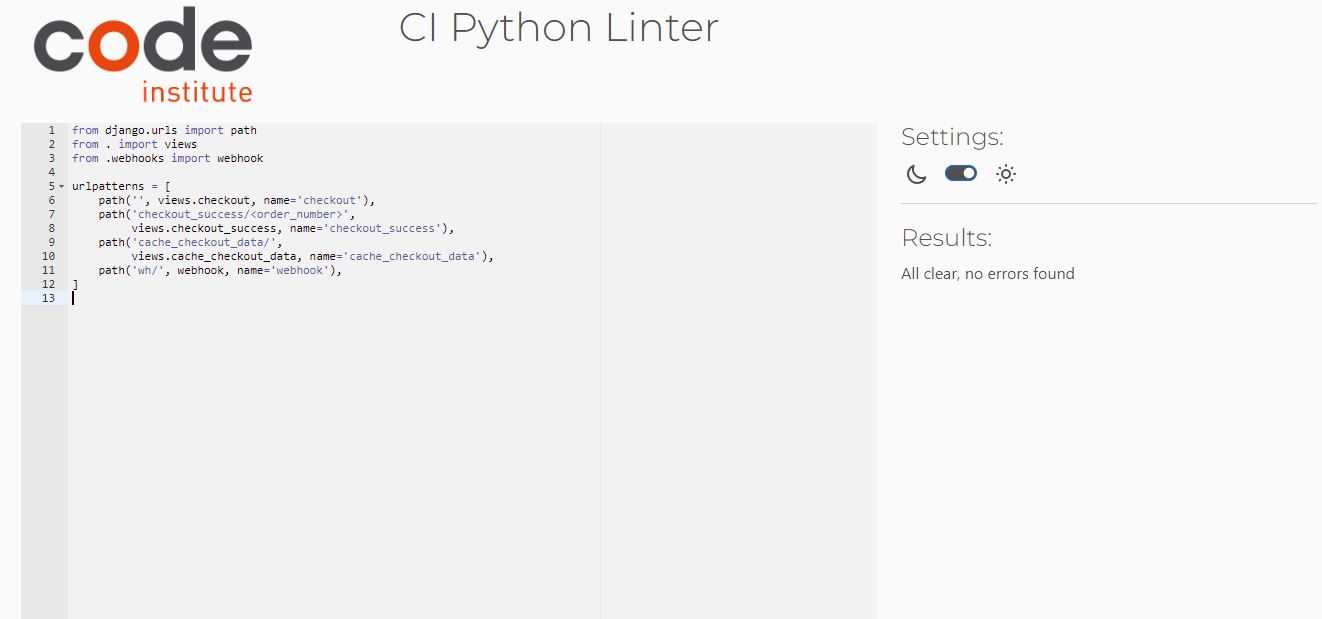 code
institute
CI Python Linter
1 from django.urls import path
2 from . import views
3 from .webhooks import webhook
4
5 urlpatterns = [
6     path('', views.checkout, name='checkout'),
7     path('checkout_success/<order_number>',
8          views.checkout_success, name='checkout_success'),
9     path('cache_checkout_data/',
10         views.cache_checkout_data, name='cache_checkout_data'),
11    path('wh/', webhook, name='webhook'),
12 ]
13
Settings:
Results:
All clear, no errors found